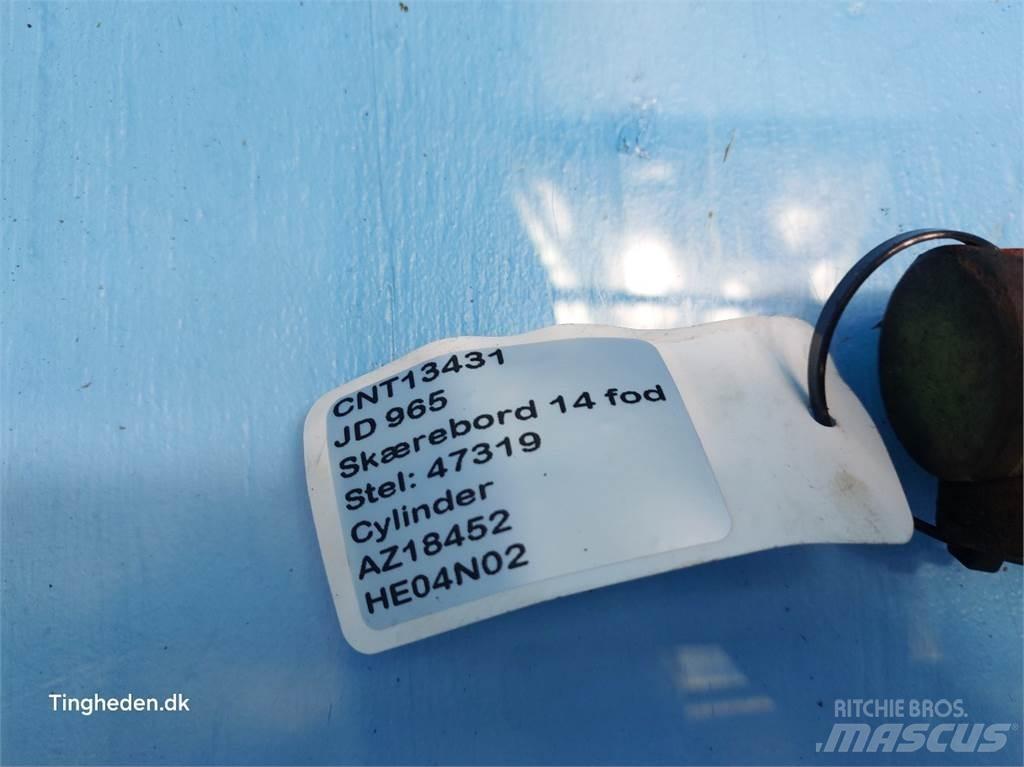 CNT13431
JD 965
Skærebord 14 fod
Stel: 47319
Cylinder
AZ18452
HE04N02
Tingheden.dk
RITCHIE BROS.
MASCUS